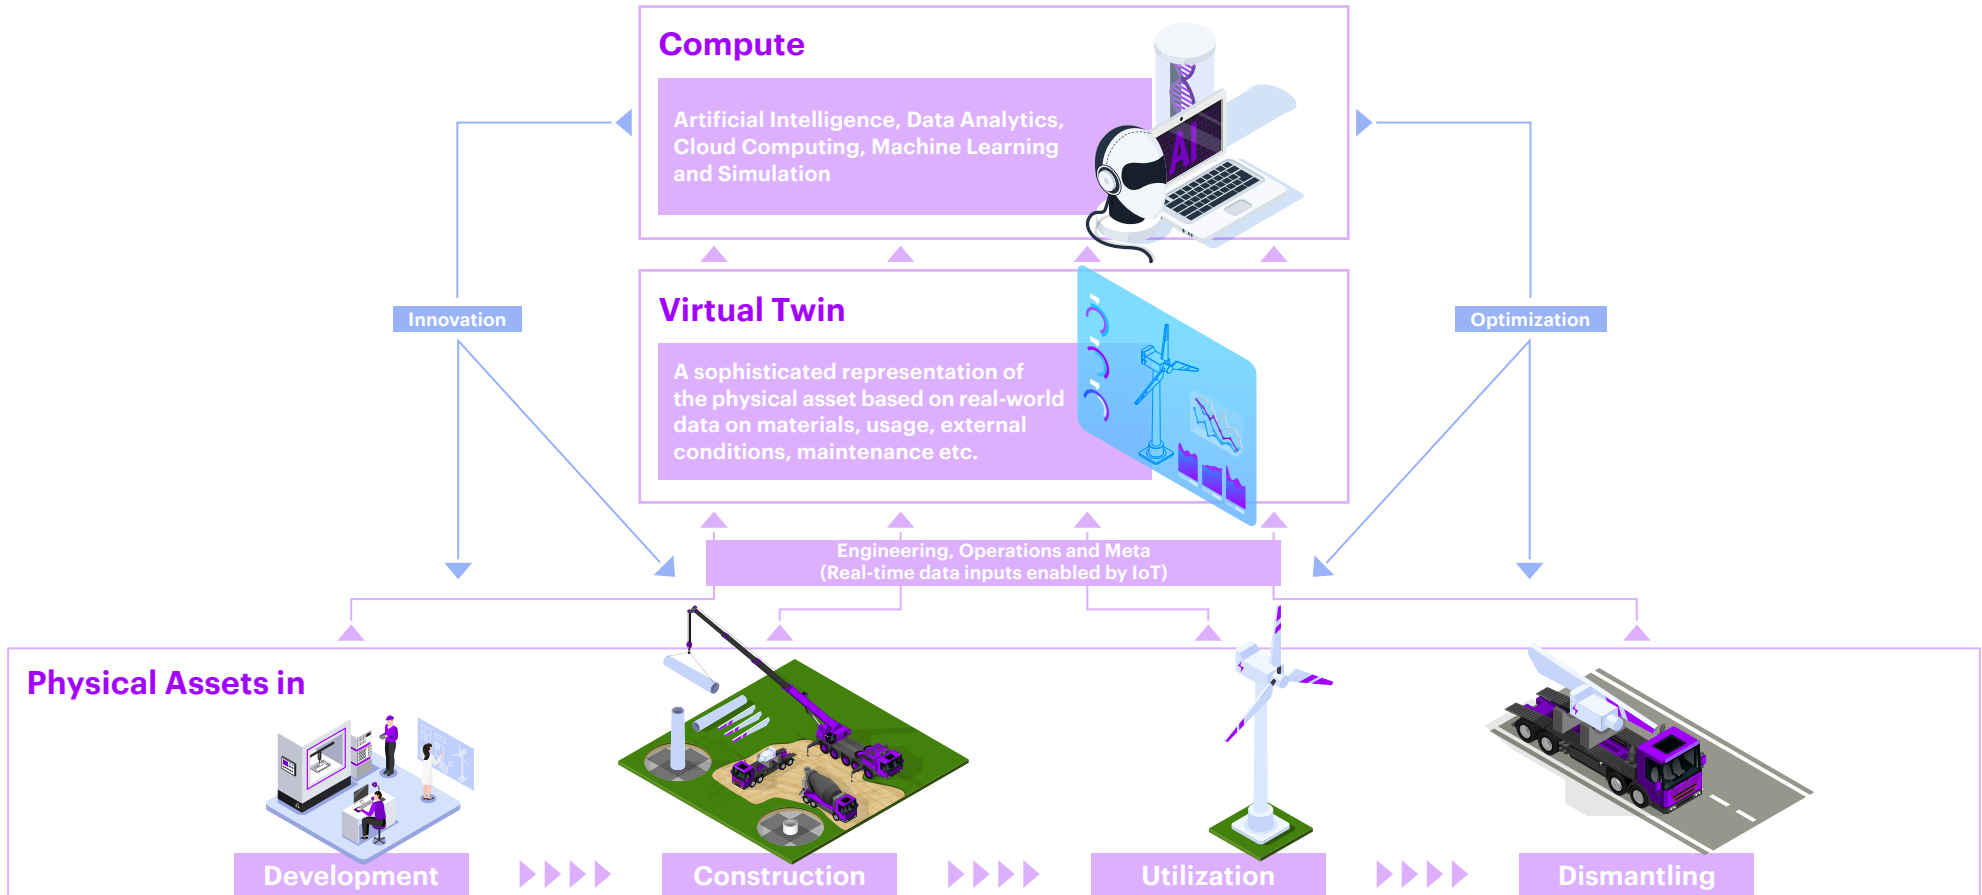 Compute
Artificial Intelligence, Data Analytics,
Cloud Computing, Machine Learning
and Simulation
AI
Innovation
Virtual Twin
A sophisticated representation of
the physical asset based on real-world
data on materials, usage, external
conditions, maintenance etc.
Optimization
Engineering, Operations and Meta
(Real-time data inputs enabled by IoT)
Physical Assets in
Development
Construction
Utilization
Dismantling